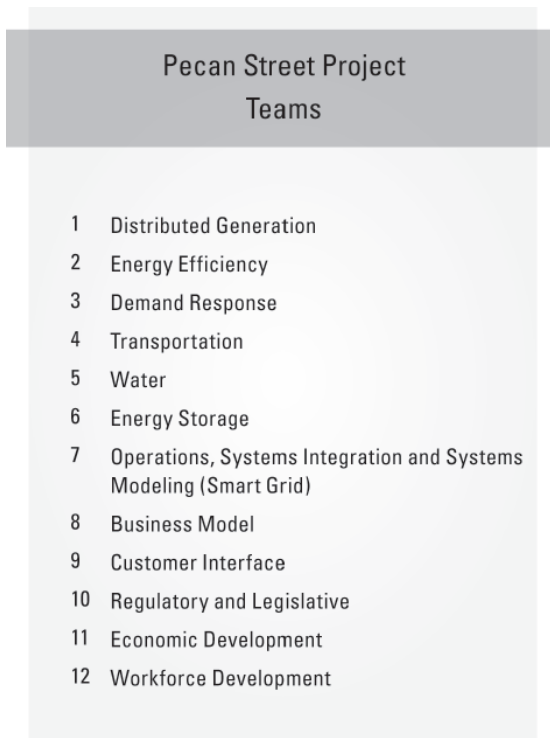 Pecan Street Project
Teams
1 Distributed Generation
2 Energy Efficiency
3 Demand Response
4 Transportation
5 Water
6 Energy Storage
7 Operations, Systems Integration and Systems
Modeling (Smart Grid)
8 Business Model
9 Customer Interface
10 Regulatory and Legislative
11 Economic Development
12 Workforce Development